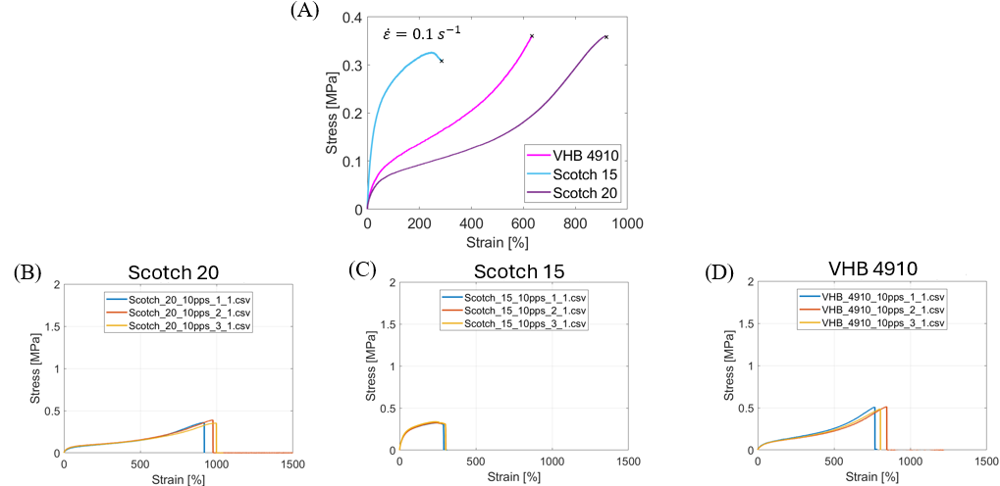 (A)
ε̇ = 0.1 s⁻¹
0.4
0.3
0.2
0.1
0
Stress [MPa]
VHB 4910
Scotch 15
Scotch 20
0 200 400 600 800 1000
Strain [%]
(B)
Scotch 20
Scotch_20_10pps_1_1.csv
Scotch_20_10pps_2_1.csv
Scotch_20_10pps_3_1.csv
2
1.5
1
0.5
0
Stress [MPa]
0 500 1000 1500
Strain [%]
(C)
Scotch 15
Scotch_15_10pps_1_1.csv
Scotch_15_10pps_2_1.csv
Scotch_15_10pps_3_1.csv
2
1.5
1
0.5
0
Stress [MPa]
0 500 1000 1500
Strain [%]
(D)
VHB 4910
VHB_4910_10pps_1_1.csv
VHB_4910_10pps_2_1.csv
VHB_4910_10pps_3_1.csv
2
1.5
1
0.5
0
Stress [MPa]
0 500 1000 1500
Strain [%]